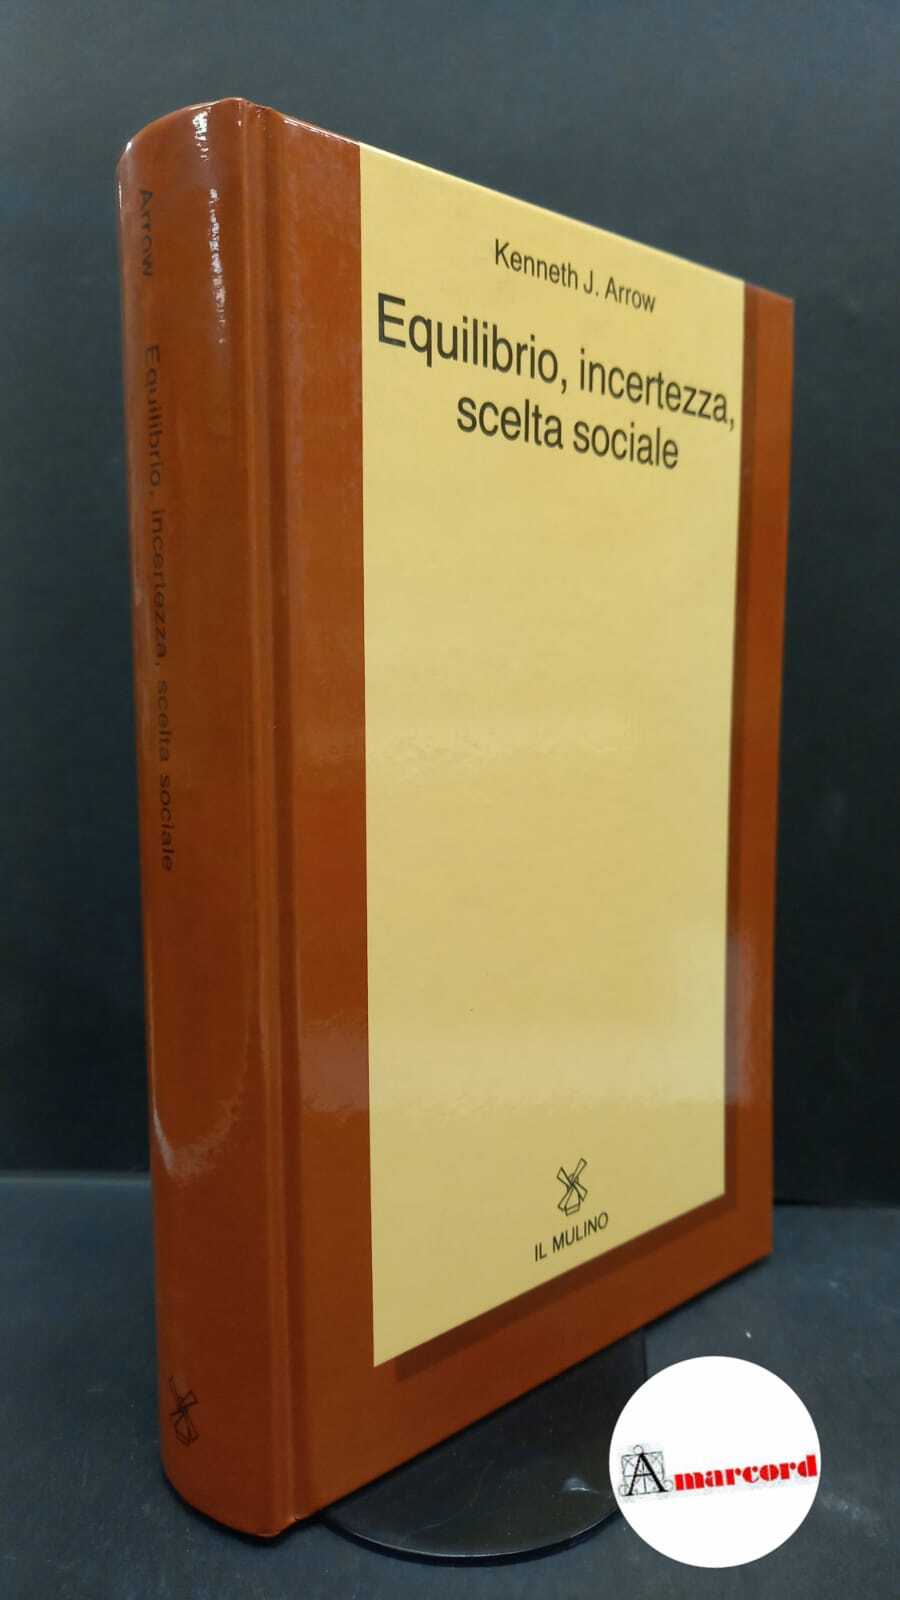 Kenneth J. Arrow
Equilibrio, incertezza,
scelta sociale
IL MULINO
Arrow Equilibrio, incertezza, scelta sociale
Amarcord